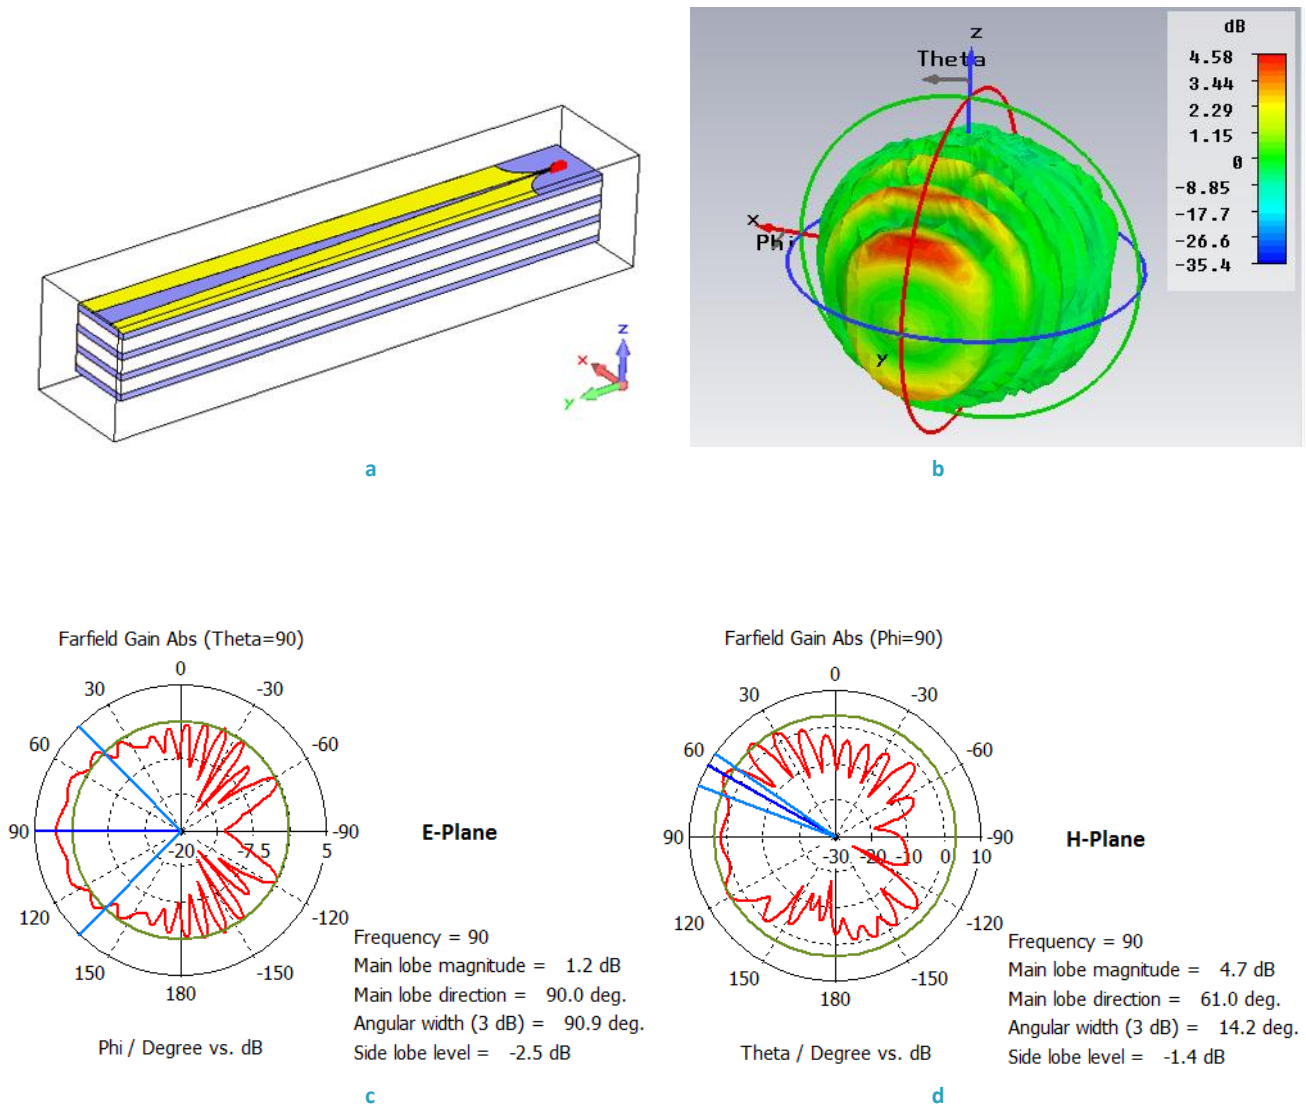 x
y
z
a
dB
4.58
3.44
2.29
1.15
0
-8.85
-17.7
-26.6
-35.4
z
Theta
x
Phi
y
b
Farfield Gain Abs (Theta=90)
0
30
-30
60
-60
90
-90
-20
-7.5
5
120
-120
150
-150
180
E-Plane
Frequency = 90
Main lobe magnitude = 1.2 dB
Main lobe direction = 90.0 deg.
Angular width (3 dB) = 90.9 deg.
Side lobe level = -2.5 dB
Phi / Degree vs. dB
c
Farfield Gain Abs (Phi=90)
0
30
-30
60
-60
90
-90
-30
-20
-10
0
10
120
-120
150
-150
180
H-Plane
Frequency = 90
Main lobe magnitude = 4.7 dB
Main lobe direction = 61.0 deg.
Angular width (3 dB) = 14.2 deg.
Side lobe level = -1.4 dB
Theta / Degree vs. dB
d